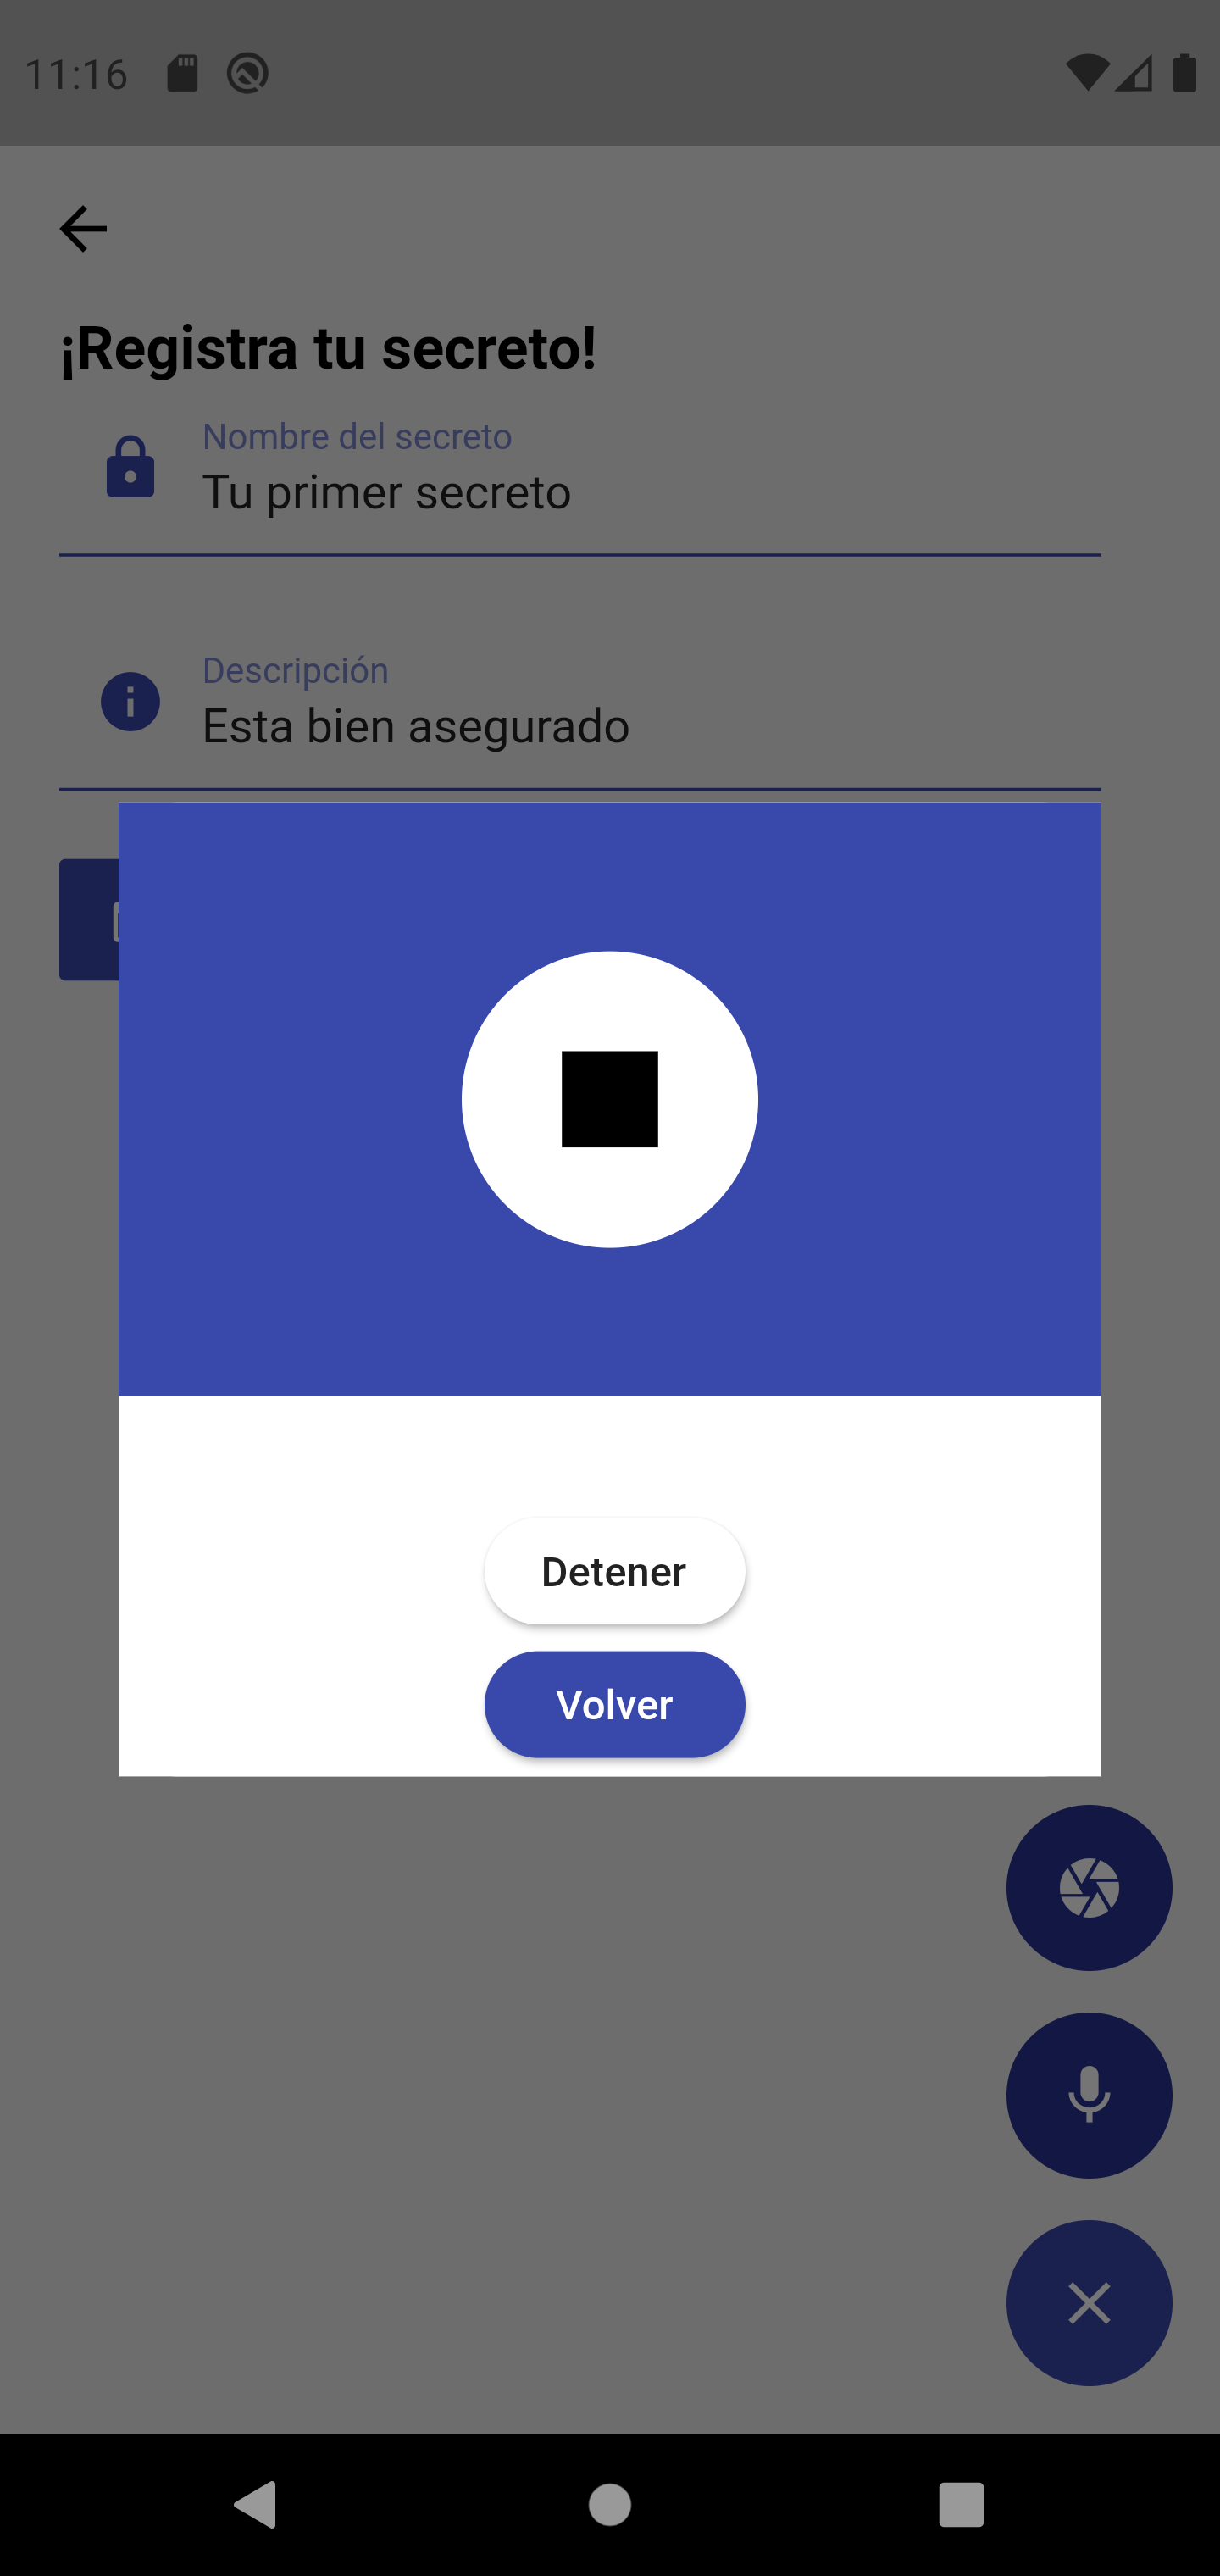 11:16
¡Registra tu secreto!
Nombre del secreto
Tu primer secreto
Descripción
Esta bien asegurado
Detener
Volver